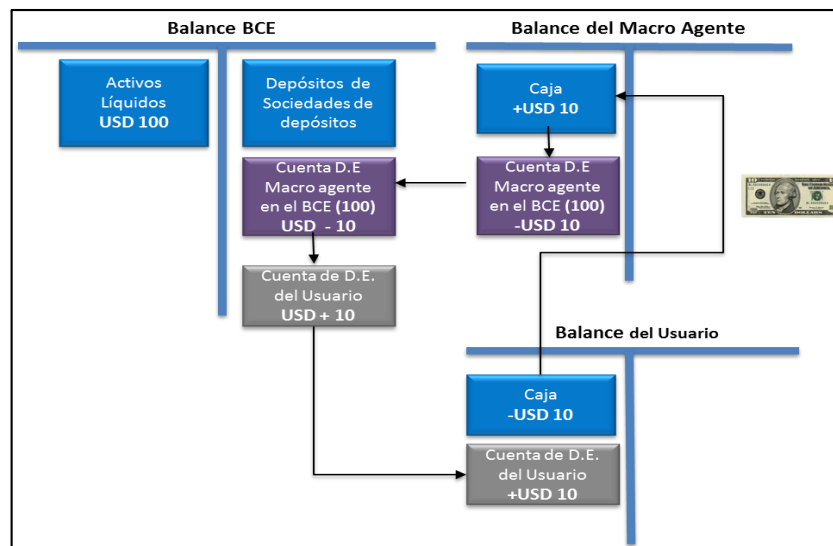 Balance BCE
Activos
Líquidos
USD 100
Depósitos de
Sociedades de
depósitos
Cuenta D.E
Macro agente
en el BCE (100)
USD - 10
Cuenta de D.E.
del Usuario
USD + 10
Balance del Macro Agente
Caja
+USD 10
Cuenta D.E
Macro agente
en el BCE (100)
-USD 10
Balance del Usuario
Caja
-USD 10
Cuenta de D.E.
del Usuario
+USD 10